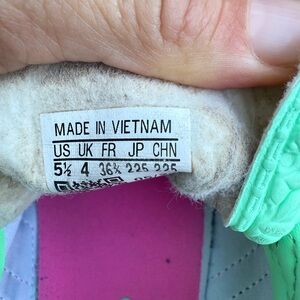 MADE IN VIETNAM
US UK FR JP CHN
5½ 4 36⅔ 225 225